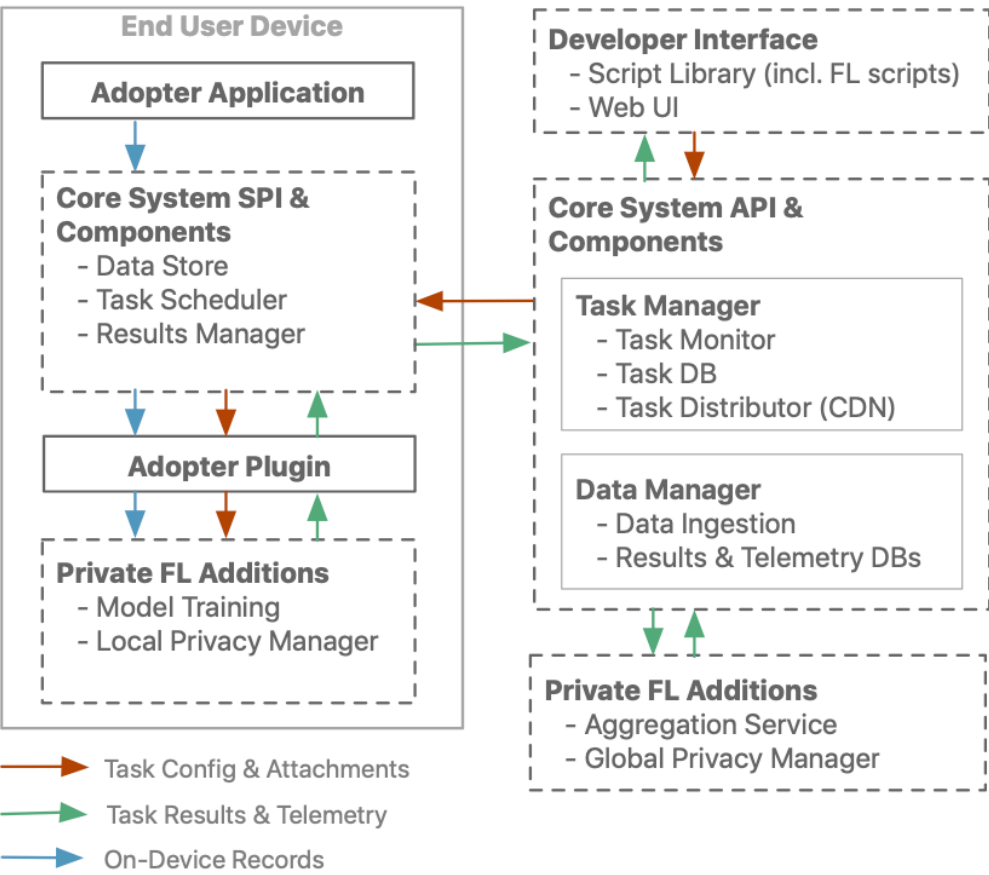 End User Device
Adopter Application
Core System SPI &
Components
- Data Store
- Task Scheduler
- Results Manager
Adopter Plugin
Private FL Additions
- Model Training
- Local Privacy Manager
Developer Interface
- Script Library (incl. FL scripts)
- Web UI
Core System API &
Components
Task Manager
- Task Monitor
- Task DB
- Task Distributor (CDN)
Data Manager
- Data Ingestion
- Results & Telemetry DBs
Private FL Additions
- Aggregation Service
- Global Privacy Manager
Task Config & Attachments
Task Results & Telemetry
On-Device Records